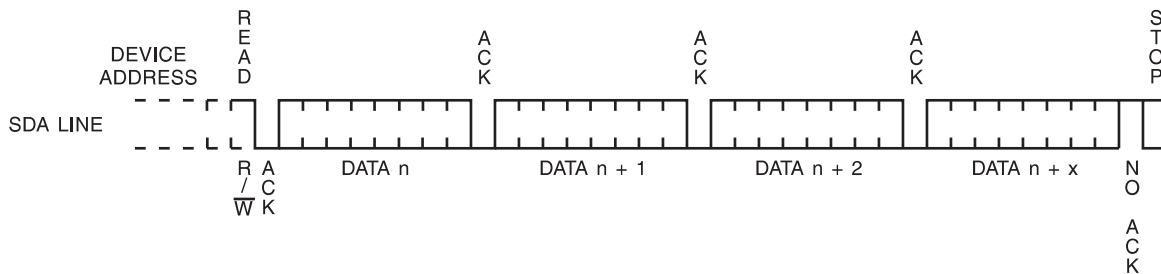 READ
ACK
ACK
ACK
STOP
DEVICE
ADDRESS
SDA LINE
R/W̅
ACK
DATA n
DATA n + 1
DATA n + 2
DATA n + x
NO ACK